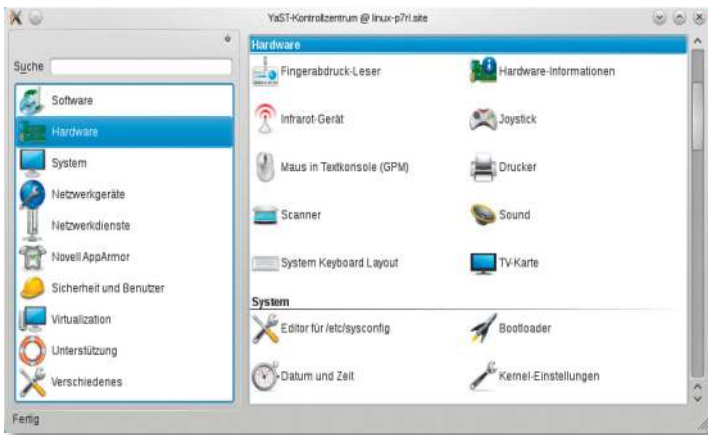 YaST-Kontrollzentrum @ linux-p7rl.site
Suche
Software
Hardware
System
Netzwerkgeräte
Netzwerkdienste
Novell AppArmor
Sicherheit und Benutzer
Virtualization
Unterstützung
Verschiedenes
Hardware
Fingerabdruck-Leser
Hardware-Informationen
Infrarot-Gerät
Joystick
Maus in Textkonsole (GPM)
Drucker
Scanner
Sound
System Keyboard Layout
TV-Karte
System
Editor für /etc/sysconfig
Bootloader
Datum und Zeit
Kernel-Einstellungen
Fertig